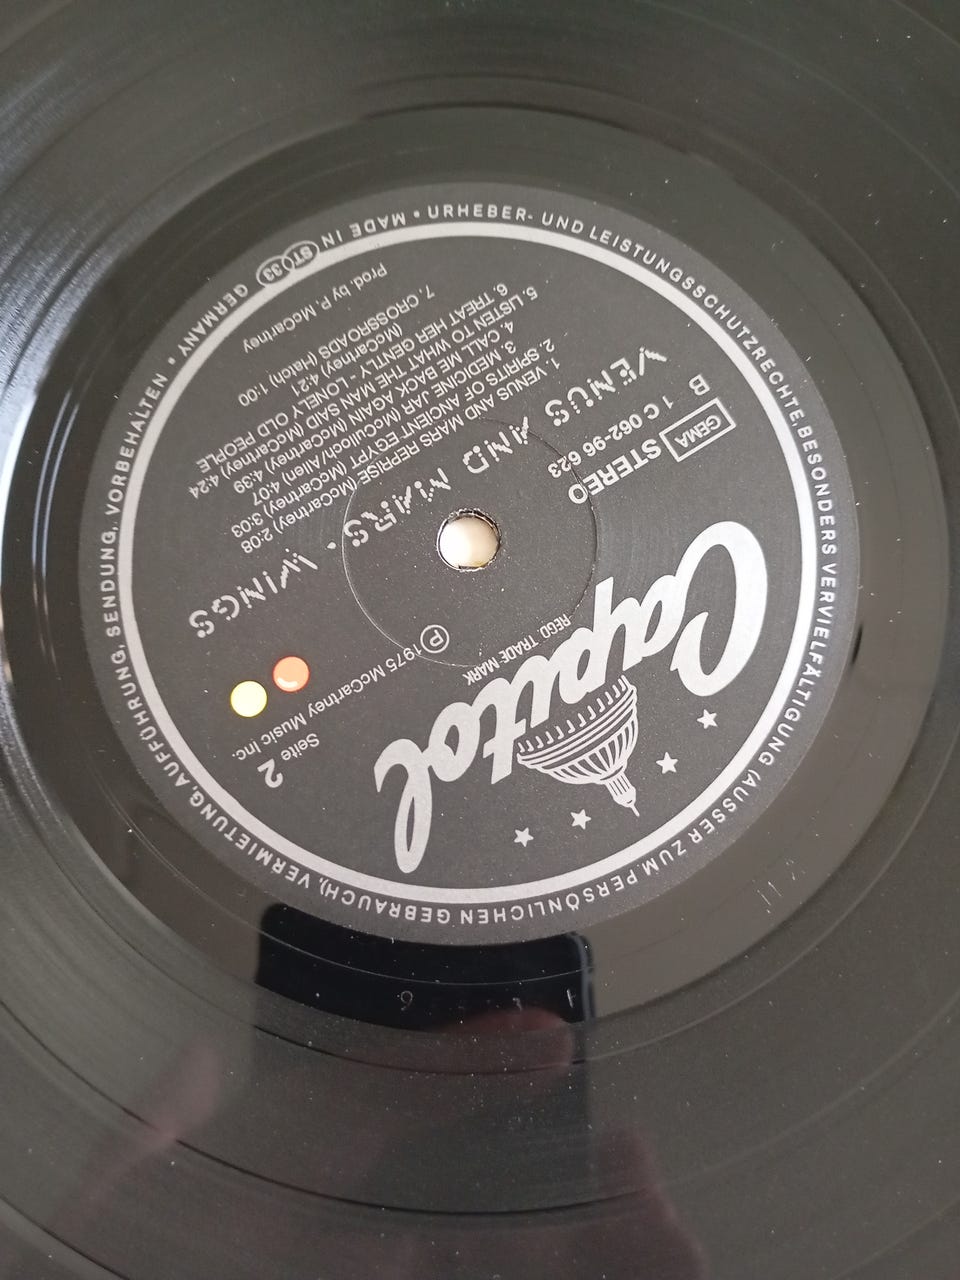 Capitol
REGD. TRADE MARK
STEREO
GEMA
1 C 062-96 623
B
℗ 1975 McCartney Music Inc.
Seite
2
VENUS AND MARS · WINGS
1. VENUS AND MARS REPRISE (McCartney) 2:08
2. SPIRITS OF ANCIENT EGYPT (McCartney) 3:03
3. MEDICINE JAR (McCulloch/Allen) 4:07
4. CALL ME BACK AGAIN (McCartney) 4:39
5. LISTEN TO WHAT THE MAN SAID (McCartney) 4:24
6. TREAT HER GENTLY - LONELY OLD PEOPLE
(McCartney) 4:21
7. CROSSROADS (Hatch) 1:00
Prod. by P. McCartney
URHEBER- UND LEISTUNGSSCHUTZRECHTE, BESONDERS VERVIELFÄLTIGUNG (AUSSER ZUM PERSÖNLICHEN GEBRAUCH), VERMIETUNG, AUFFÜHRUNG, SENDUNG, VORBEHALTEN • MADE IN GERMANY •
ST 33